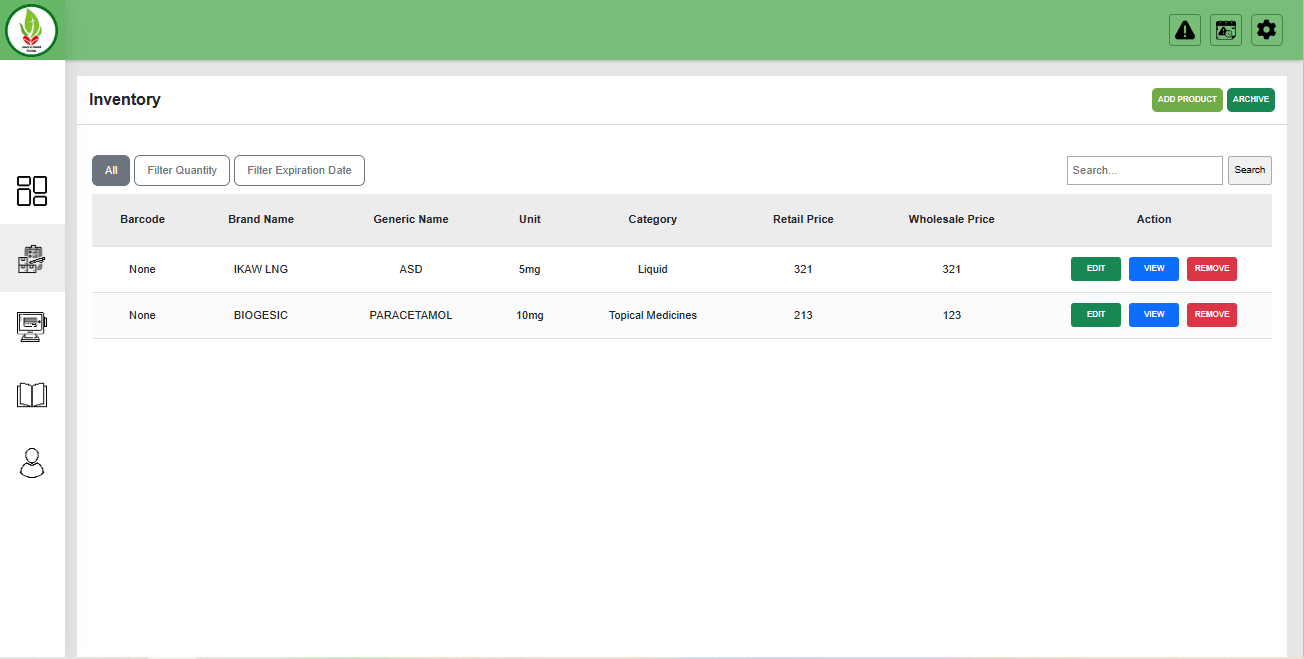 Inventory
ADD PRODUCT ARCHIVE
All Filter Quantity Filter Expiration Date Search... Search
Barcode Brand Name Generic Name Unit Category Retail Price Wholesale Price Action
None IKAW LNG ASD 5mg Liquid 321 321 EDIT VIEW REMOVE
None BIOGESIC PARACETAMOL 10mg Topical Medicines 213 123 EDIT VIEW REMOVE